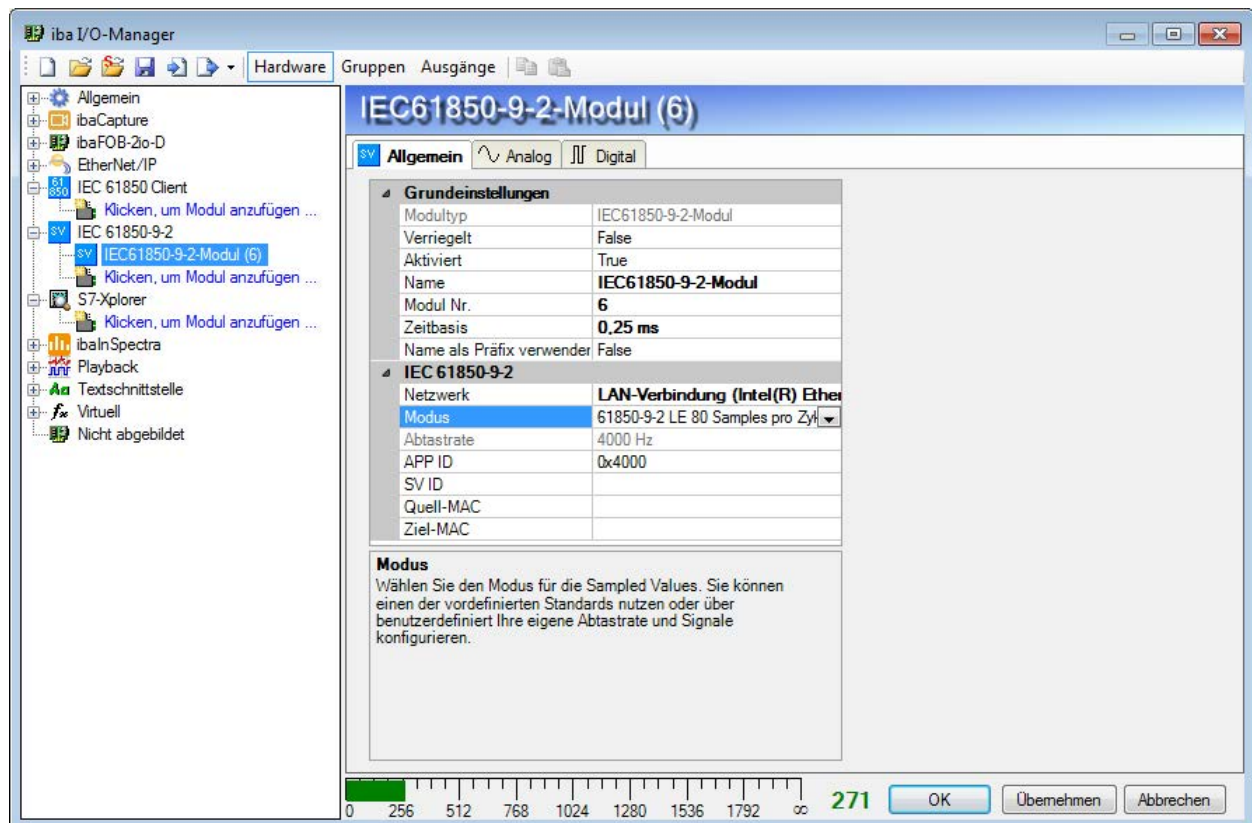 iba I/O-Manager
Hardware Gruppen Ausgänge
Allgemein
ibaCapture
ibaFOB-2io-D
EtherNet/IP
IEC 61850 Client
Klicken, um Modul anzufügen ...
IEC 61850-9-2
IEC61850-9-2-Modul (6)
Klicken, um Modul anzufügen ...
S7-Xplorer
Klicken, um Modul anzufügen ...
ibaInSpectra
Playback
Textschnittstelle
Virtuell
Nicht abgebildet
IEC61850-9-2-Modul (6)
Allgemein Analog Digital
Grundeinstellungen
Modultyp IEC61850-9-2-Modul
Verriegelt False
Aktiviert True
Name IEC61850-9-2-Modul
Modul Nr. 6
Zeitbasis 0,25 ms
Name als Präfix verwender False
IEC 61850-9-2
Netzwerk LAN-Verbindung (Intel(R) Ether
Modus 61850-9-2 LE 80 Samples pro Zyk
Abtastrate 4000 Hz
APP ID 0x4000
SV ID
Quell-MAC
Ziel-MAC
Modus
Wählen Sie den Modus für die Sampled Values. Sie können
einen der vordefinierten Standards nutzen oder über
benutzerdefiniert Ihre eigene Abtastrate und Signale
konfigurieren.
0 256 512 768 1024 1280 1536 1792 ∞
271
OK Übernehmen Abbrechen